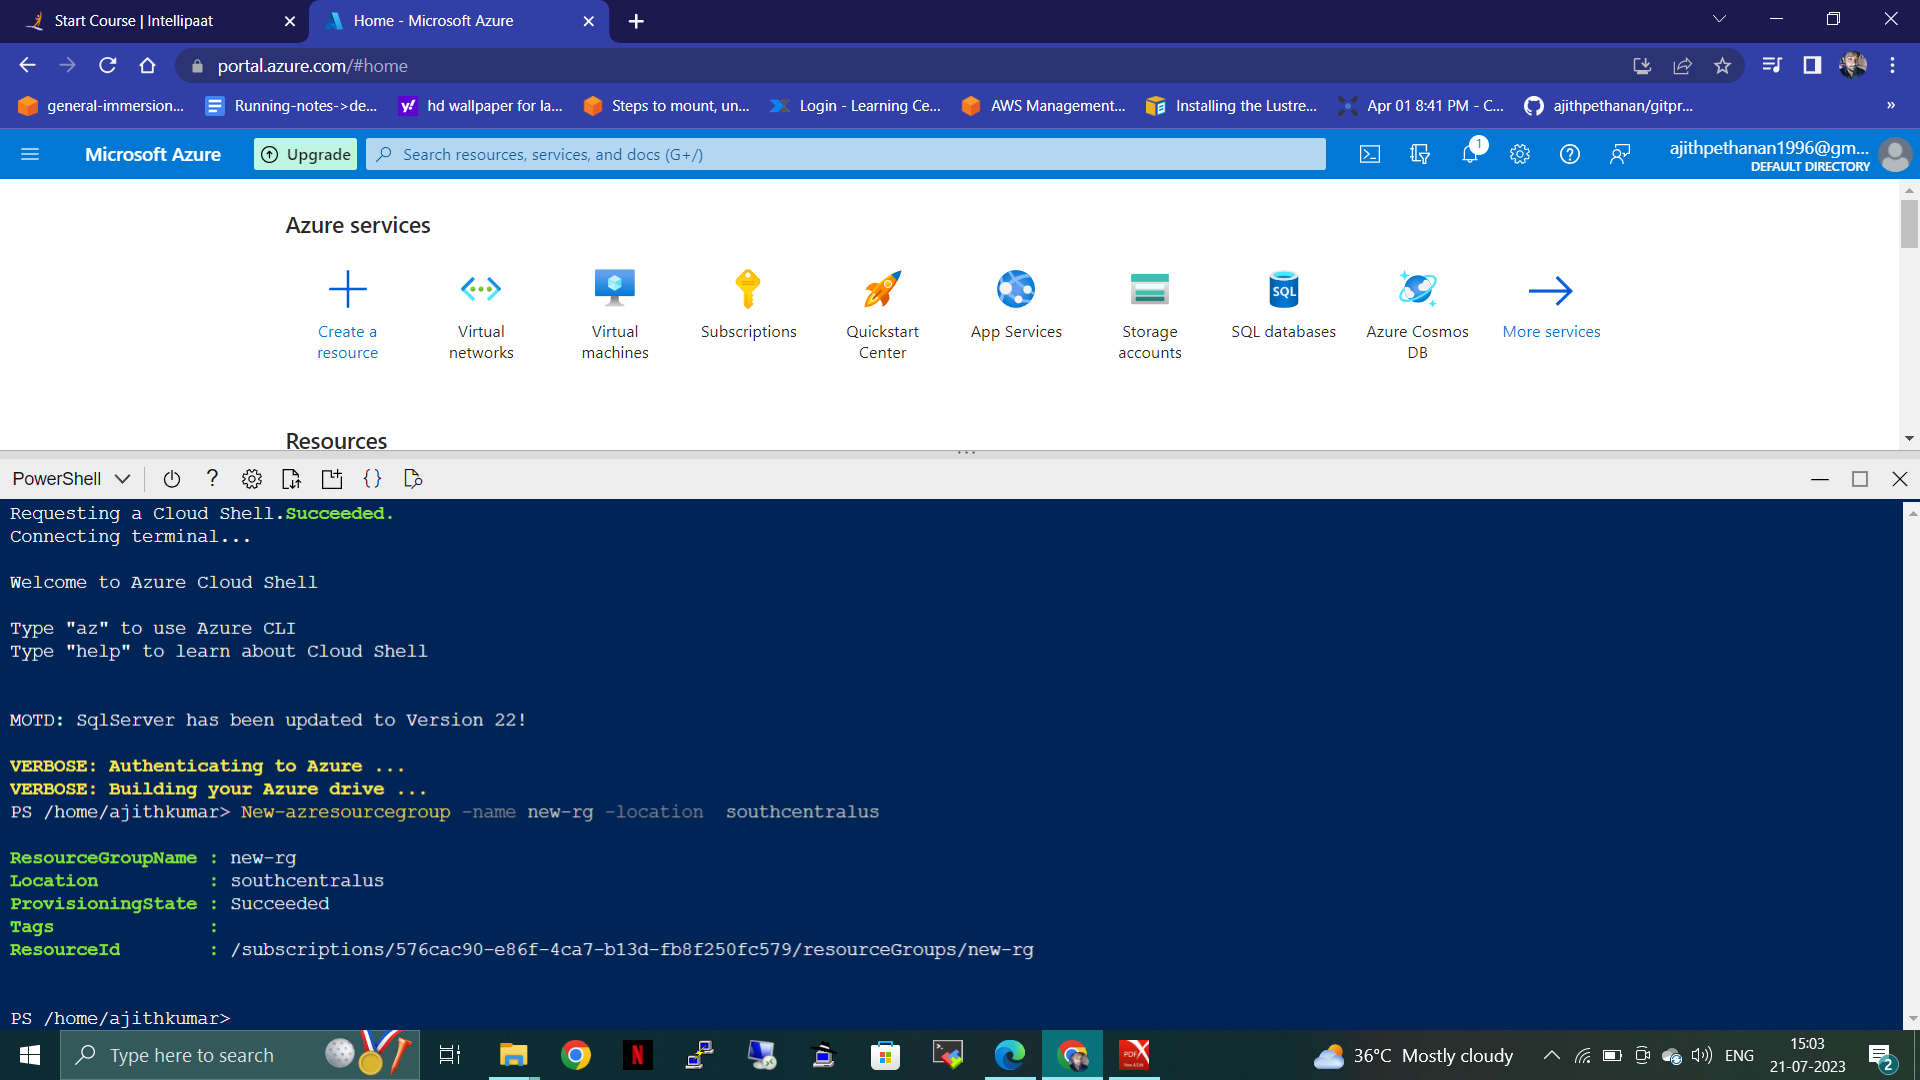 Start Course | Intellipaat
Home - Microsoft Azure
portal.azure.com/#home
general-immersion...
Running-notes->de...
hd wallpaper for la...
Steps to mount, un...
Login - Learning Ce...
AWS Management...
Installing the Lustre...
Apr 01 8:41 PM - C...
ajithpethanan/gitpr...
»
Microsoft Azure
Upgrade
Search resources, services, and docs (G+/)
1
ajithpethanan1996@gm...
DEFAULT DIRECTORY
Azure services
Create a resource
Virtual networks
Virtual machines
Subscriptions
Quickstart Center
App Services
Storage accounts
SQL
SQL databases
Azure Cosmos DB
More services
Resources
PowerShell
Requesting a Cloud Shell.Succeeded.
Connecting terminal...
Welcome to Azure Cloud Shell
Type "az" to use Azure CLI
Type "help" to learn about Cloud Shell
MOTD: SqlServer has been updated to Version 22!
VERBOSE: Authenticating to Azure ...
VERBOSE: Building your Azure drive ...
PS /home/ajithkumar> New-azresourcegroup -name new-rg -location  southcentralus
ResourceGroupName : new-rg
Location          : southcentralus
ProvisioningState : Succeeded
Tags              :
ResourceId        : /subscriptions/576cac90-e86f-4ca7-b13d-fb8f250fc579/resourceGroups/new-rg
PS /home/ajithkumar>
Type here to search
N
PDF
36°C Mostly cloudy
ENG
15:03
21-07-2023
2